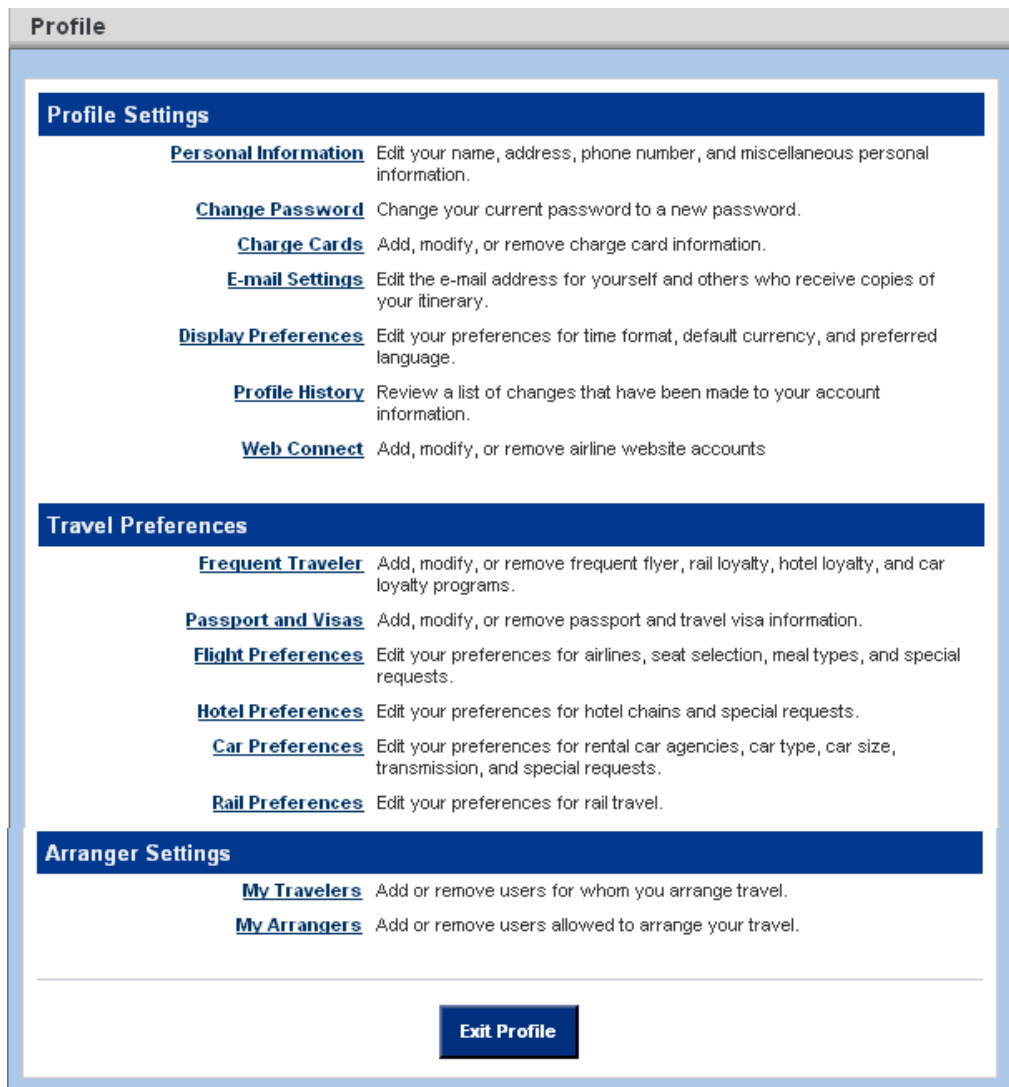 Profile
Profile Settings
Personal Information Edit your name, address, phone number, and miscellaneous personal
information.
Change Password Change your current password to a new password.
Charge Cards Add, modify, or remove charge card information.
E-mail Settings Edit the e-mail address for yourself and others who receive copies of
your itinerary.
Display Preferences Edit your preferences for time format, default currency, and preferred
language.
Profile History Review a list of changes that have been made to your account
information.
Web Connect Add, modify, or remove airline website accounts
Travel Preferences
Frequent Traveler Add, modify, or remove frequent flyer, rail loyalty, hotel loyalty, and car
loyalty programs.
Passport and Visas Add, modify, or remove passport and travel visa information.
Flight Preferences Edit your preferences for airlines, seat selection, meal types, and special
requests.
Hotel Preferences Edit your preferences for hotel chains and special requests.
Car Preferences Edit your preferences for rental car agencies, car type, car size,
transmission, and special requests.
Rail Preferences Edit your preferences for rail travel.
Arranger Settings
My Travelers Add or remove users for whom you arrange travel.
My Arrangers Add or remove users allowed to arrange your travel.
Exit Profile